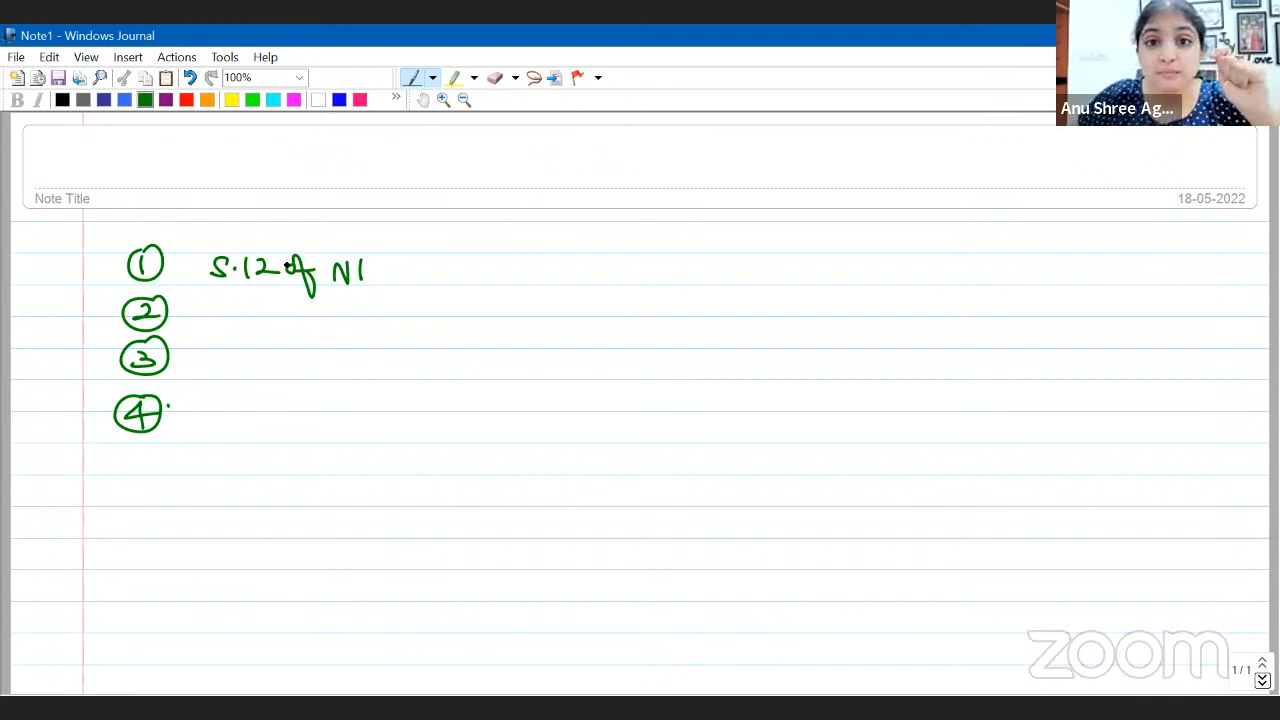 Note1 - Windows Journal
File Edit View Insert Actions Tools Help
100%
B I
Anu Shree Ag...
Note Title
18-05-2022
① S.12 of NI
②
③
④
zoom
1 / 1